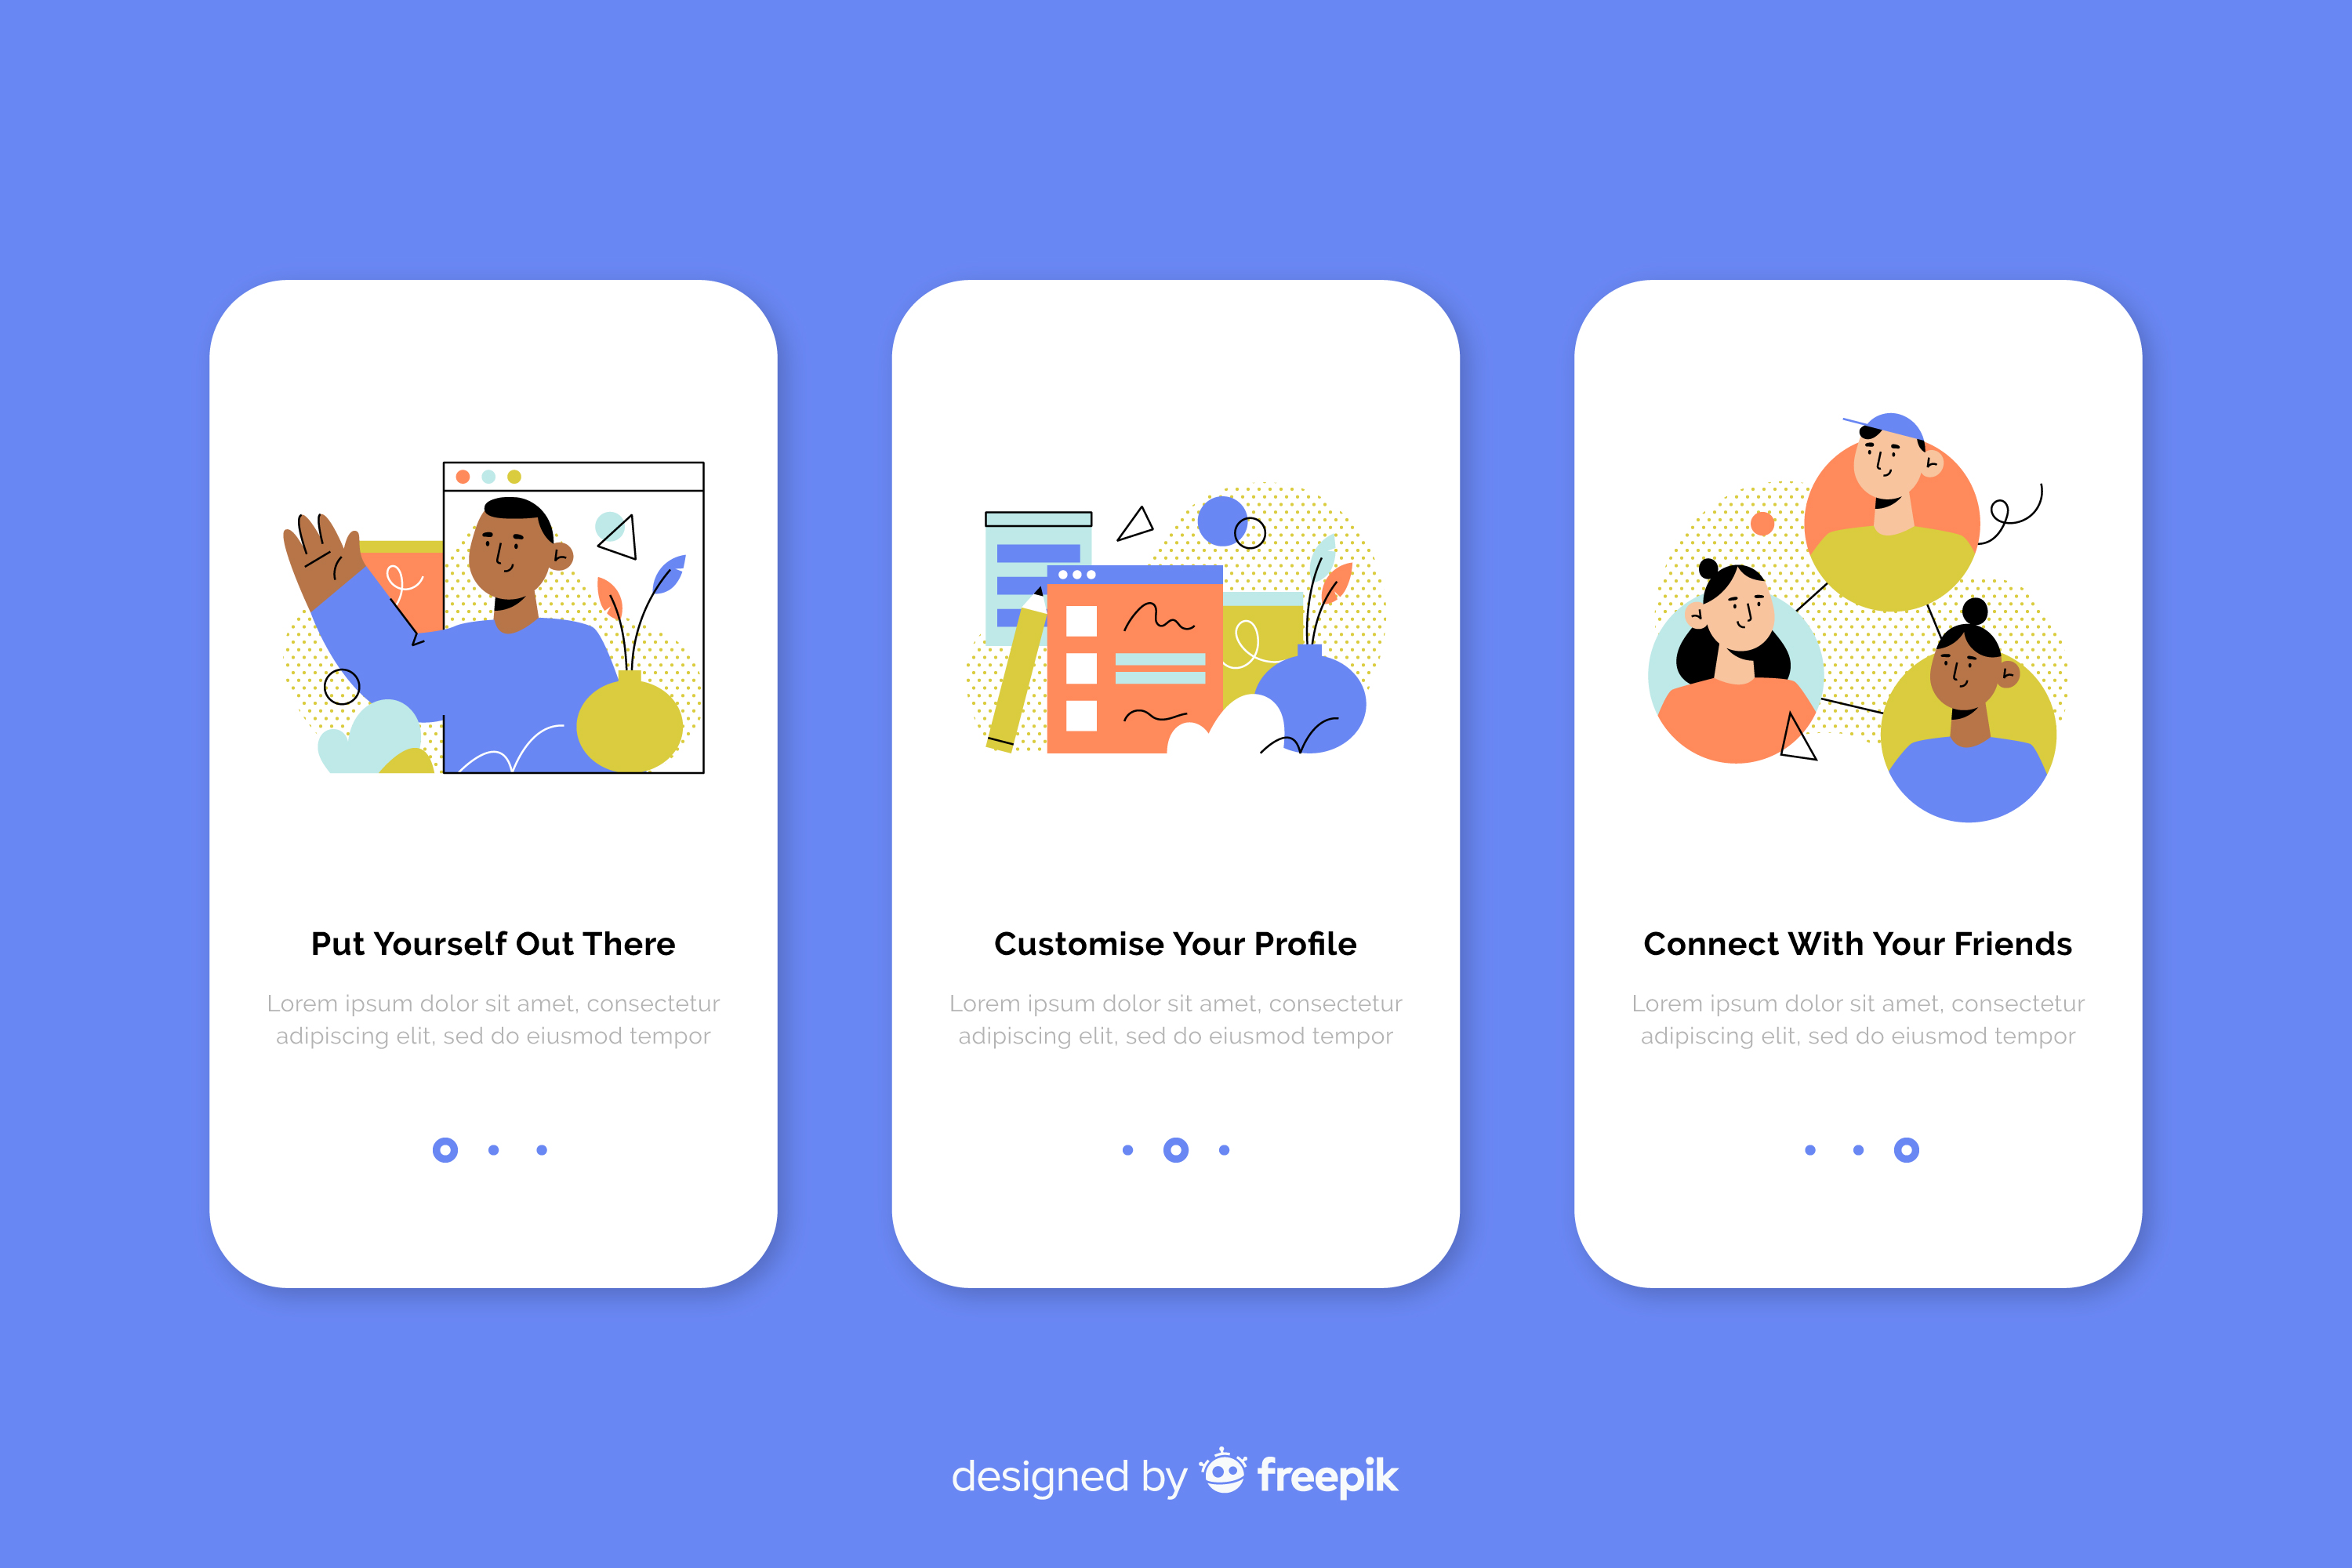 Put Yourself Out There
Lorem ipsum dolor sit amet, consectetur
adipiscing elit, sed do eiusmod tempor
Customise Your Profile
Lorem ipsum dolor sit amet, consectetur
adipiscing elit, sed do eiusmod tempor
Connect With Your Friends
Lorem ipsum dolor sit amet, consectetur
adipiscing elit, sed do eiusmod tempor
designed by freepik